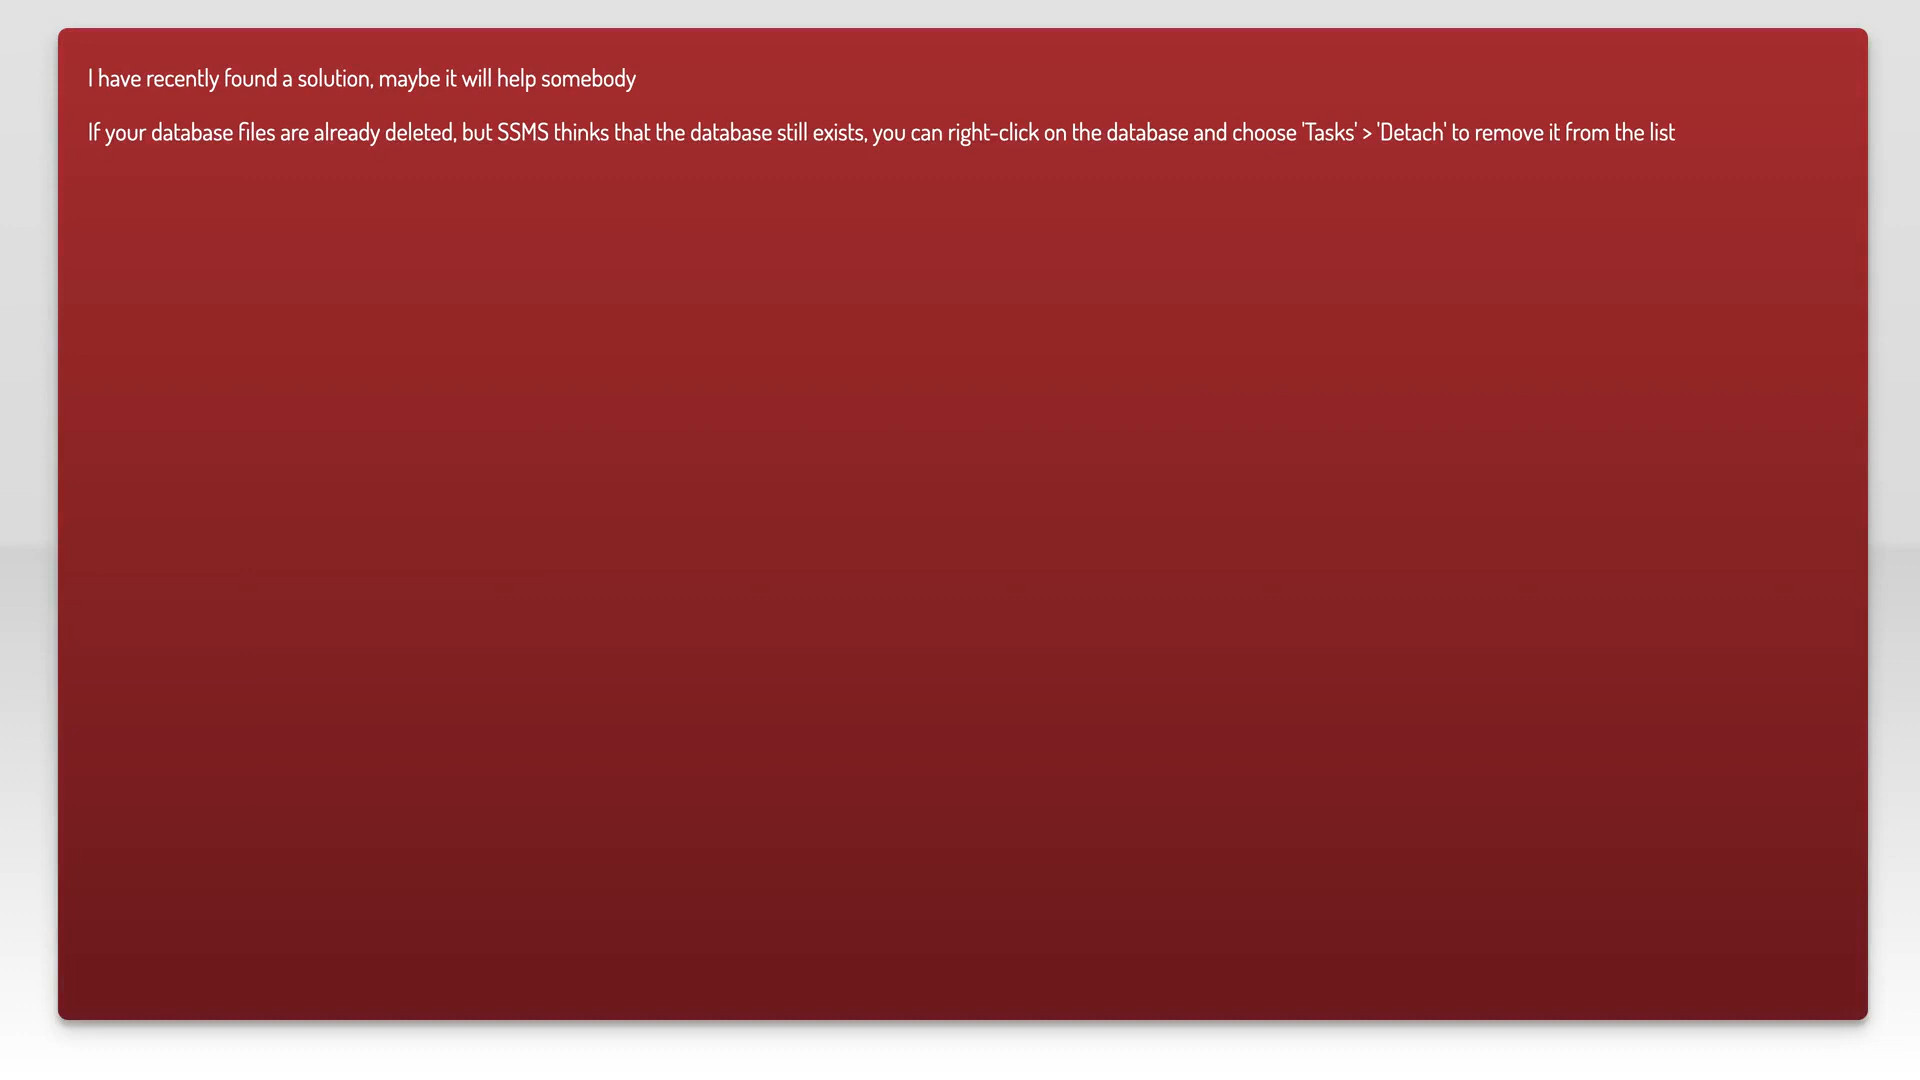 I have recently found a solution, maybe it will help somebody
If your database files are already deleted, but SSMS thinks that the database still exists, you can right-click on the database and choose 'Tasks' > 'Detach' to remove it from the list